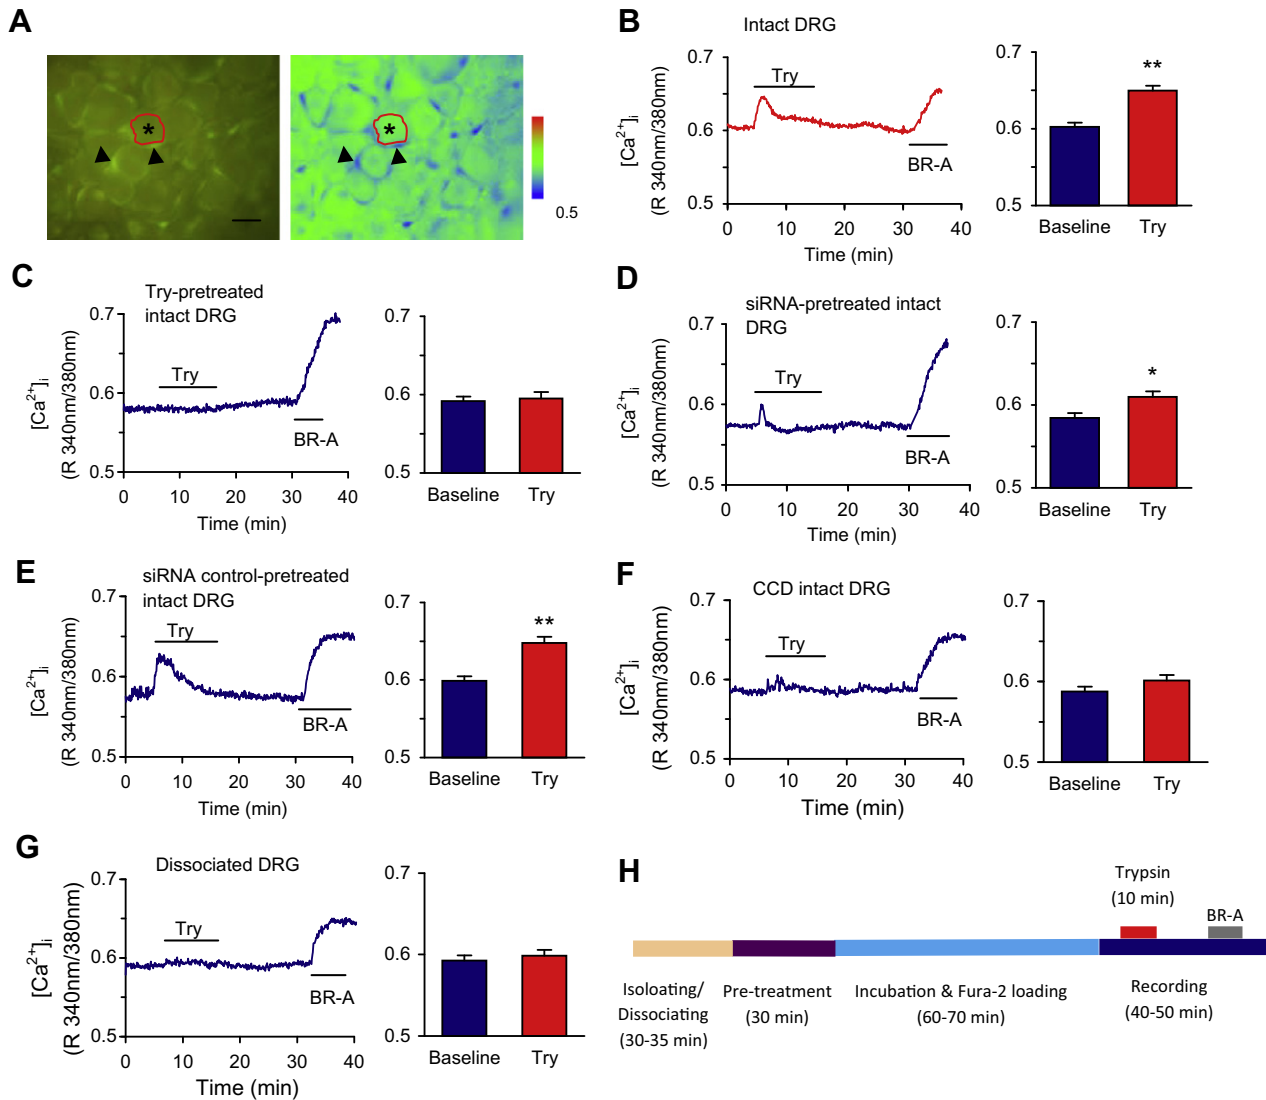 A
*
*
0.5
B
Intact DRG
[Ca²⁺]ᵢ
(R 340nm/380nm)
0.7
0.6
0.5
Try
BR-A
0
10
20
30
40
Time (min)
0.7
0.6
0.5
**
Baseline
Try
C
Try-pretreated
intact DRG
[Ca²⁺]ᵢ
(R 340nm/380nm)
0.7
0.6
0.5
Try
BR-A
0
10
20
30
40
Time (min)
0.7
0.6
0.5
Baseline
Try
D
siRNA-pretreated intact
DRG
[Ca²⁺]ᵢ
(R 340nm/380nm)
0.7
0.6
0.5
Try
BR-A
0
10
20
30
40
Time (min)
0.7
0.6
0.5
*
Baseline
Try
E
siRNA control-pretreated
intact DRG
[Ca²⁺]ᵢ
(R 340nm/380nm)
0.7
0.6
0.5
Try
BR-A
0
10
20
30
40
Time (min)
0.7
0.6
0.5
**
Baseline
Try
F
CCD intact DRG
[Ca²⁺]ᵢ
(R 340nm/380nm)
0.7
0.6
0.5
Try
BR-A
0
10
20
30
40
Time (min)
0.7
0.6
0.5
Baseline
Try
G
Dissociated DRG
[Ca²⁺]ᵢ
(R 340nm/380nm)
0.7
0.6
0.5
Try
BR-A
0
10
20
30
40
Time (min)
0.7
0.6
0.5
Baseline
Try
H
Trypsin
(10 min)
BR-A
Isoloating/
Dissociating
(30-35 min)
Pre-treatment
(30 min)
Incubation & Fura-2 loading
(60-70 min)
Recording
(40-50 min)